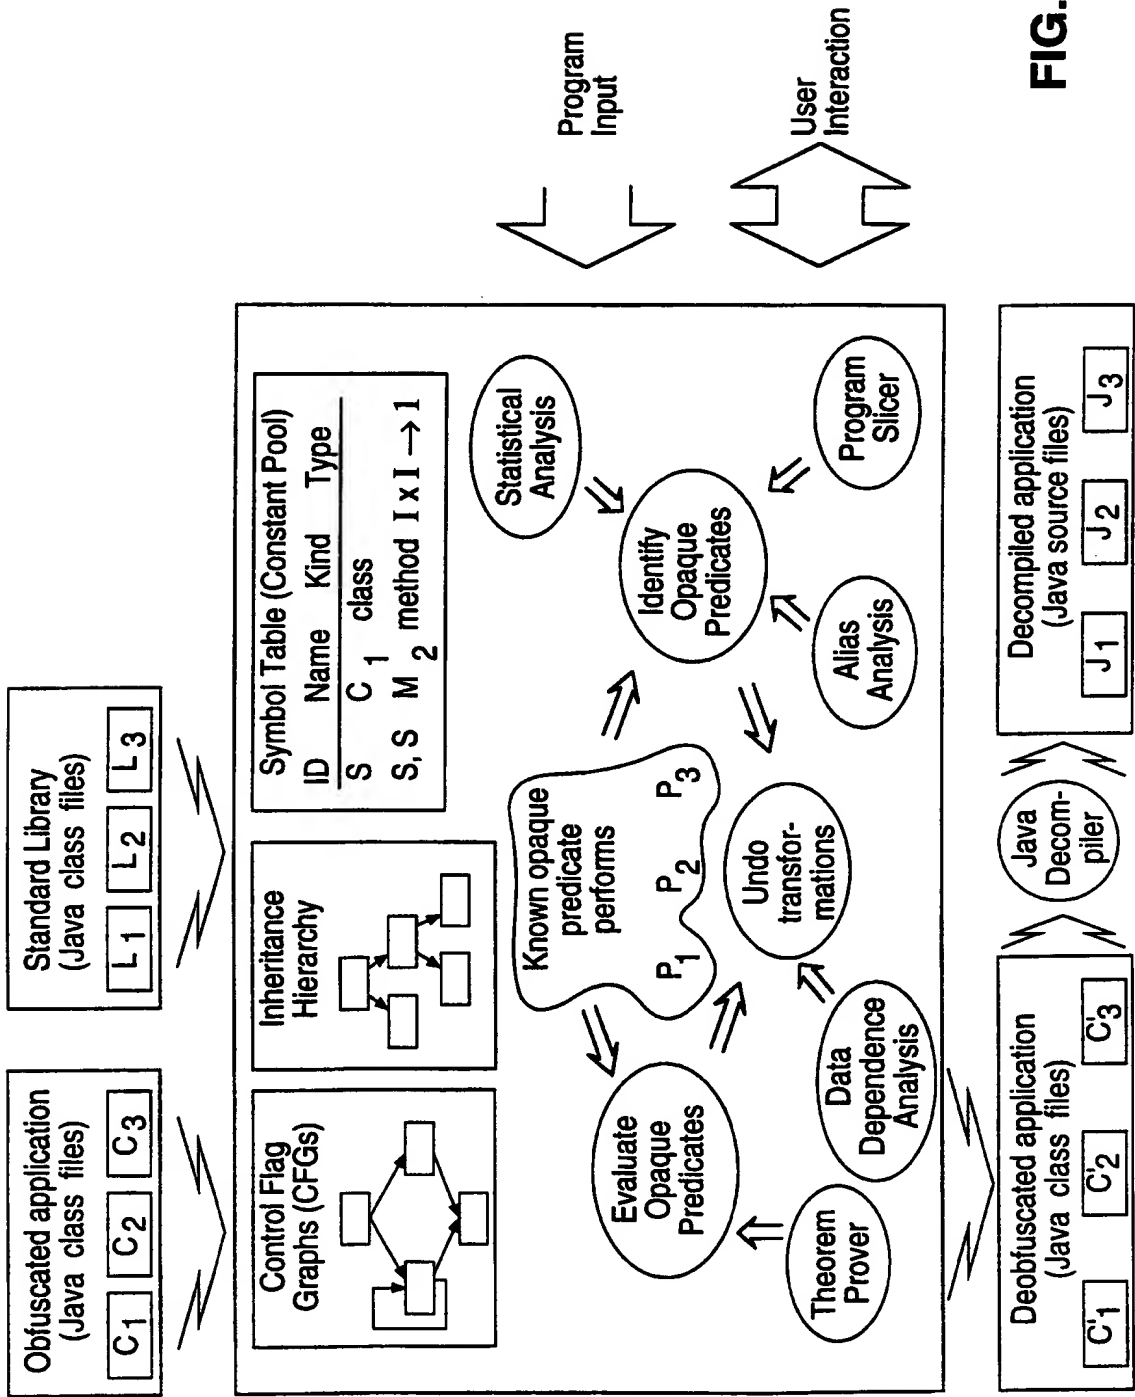 Obfuscated application
(Java class files)
C1 C2 C3
Standard Library
(Java class files)
L1 L2 L3
Control Flag
Graphs (CFGs)
Inheritance
Hierarchy
Symbol Table (Constant Pool)
ID Name Kind Type
S C1 class
S, S M2 method I x I → 1
Program
Input
User
Interaction
Known opaque
predicate
performs
P1 P2 P3
Statistical
Analysis
Evaluate
Opaque
Predicates
Identify
Opaque
Predicates
Undo
transfor-
mations
Theorem
Prover
Data
Dependence
Analysis
Alias
Analysis
Program
Slicer
Deobfuscated application
(Java class files)
C'1 C'2 C'3
Java
Decom-
piler
Decompiled application
(Java source files)
J1 J2 J3
FIG.